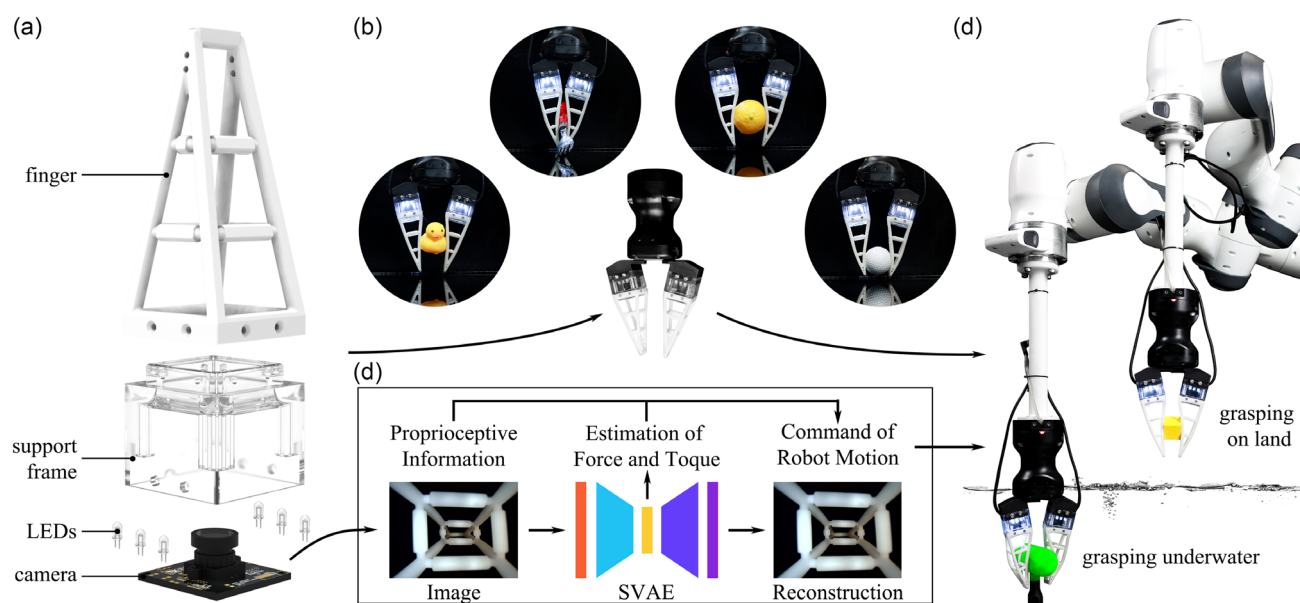 (a)
finger
support
frame
LEDs
camera
(b)
(d)
Proprioceptive
Information
Estimation of
Force and Toque
Command of
Robot Motion
Image
SVAE
Reconstruction
(d)
grasping
on land
grasping underwater